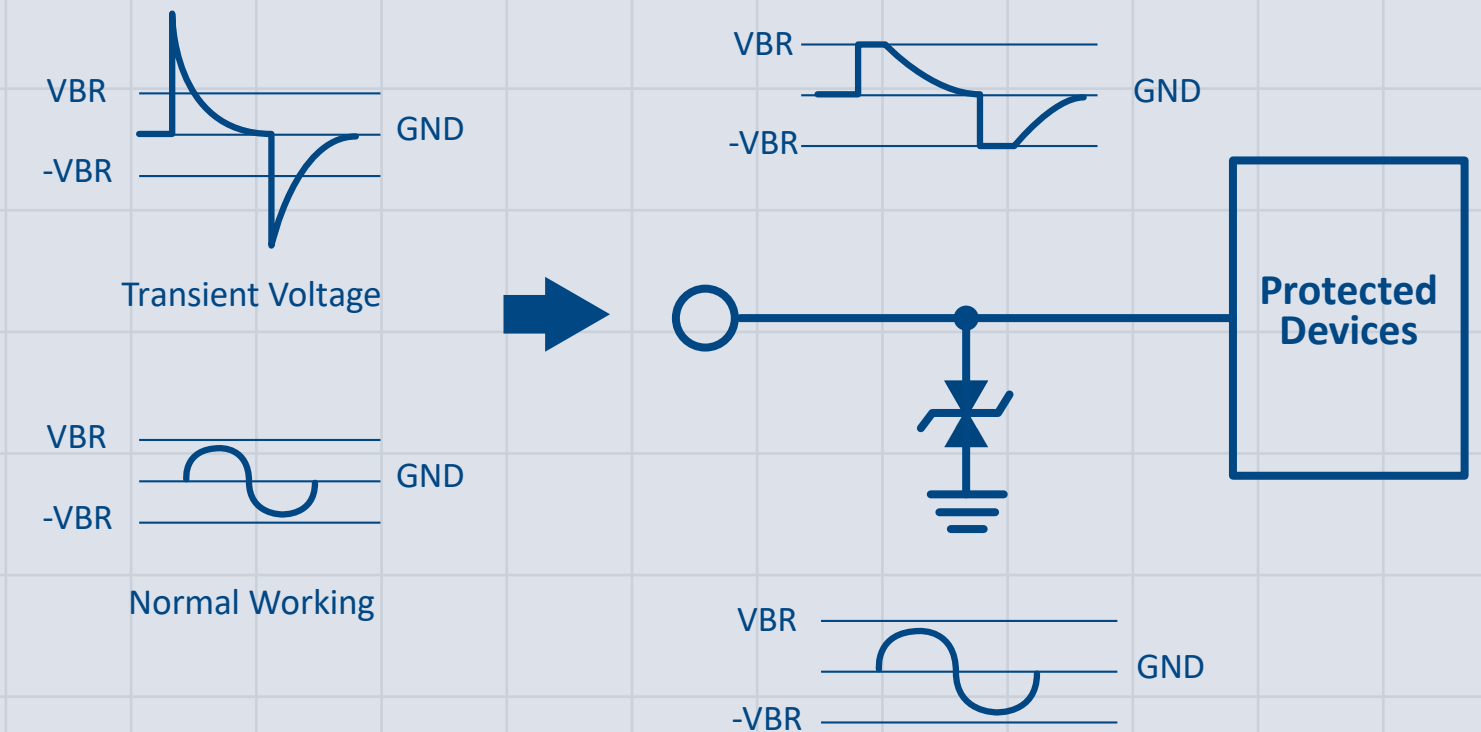 VBR
GND
-VBR
Transient Voltage
VBR
GND
-VBR
Normal Working
VBR
GND
-VBR
Protected
Devices
VBR
GND
-VBR